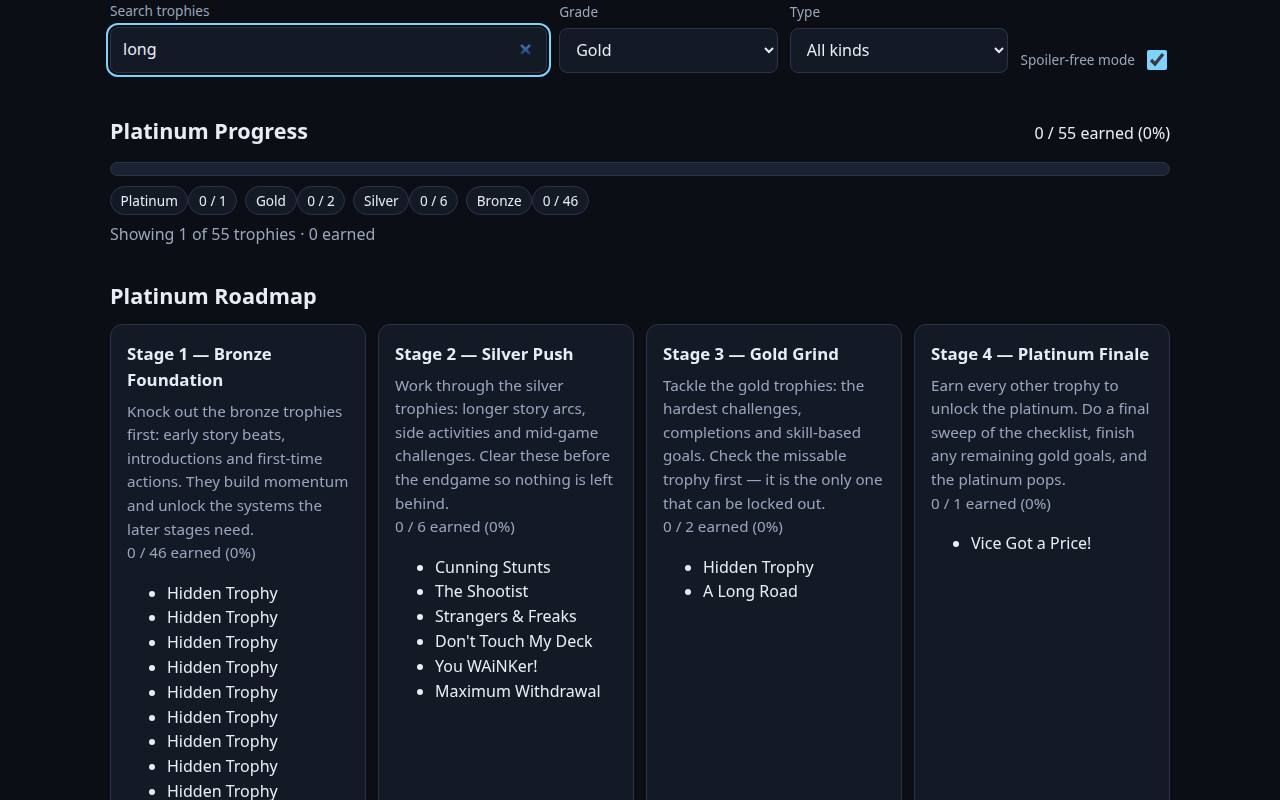 Search trophies
Grade
Type
long
Gold
All kinds
Spoiler-free mode
Platinum Progress
0 / 55 earned (0%)
Platinum 0 / 1 Gold 0 / 2 Silver 0 / 6 Bronze 0 / 46
Showing 1 of 55 trophies · 0 earned
Platinum Roadmap
Stage 1 — Bronze
Foundation
Knock out the bronze trophies
first: early story beats,
introductions and first-time
actions. They build momentum
and unlock the systems the
later stages need.
0 / 46 earned (0%)
Hidden Trophy
Hidden Trophy
Hidden Trophy
Hidden Trophy
Hidden Trophy
Hidden Trophy
Hidden Trophy
Hidden Trophy
Hidden Trophy
Stage 2 — Silver Push
Work through the silver
trophies: longer story arcs,
side activities and mid-game
challenges. Clear these before
the endgame so nothing is left
behind.
0 / 6 earned (0%)
Cunning Stunts
The Shootist
Strangers & Freaks
Don't Touch My Deck
You WAiNKer!
Maximum Withdrawal
Stage 3 — Gold Grind
Tackle the gold trophies: the
hardest challenges,
completions and skill-based
goals. Check the missable
trophy first — it is the only one
that can be locked out.
0 / 2 earned (0%)
Hidden Trophy
A Long Road
Stage 4 — Platinum Finale
Earn every other trophy to
unlock the platinum. Do a final
sweep of the checklist, finish
any remaining gold goals, and
the platinum pops.
0 / 1 earned (0%)
Vice Got a Price!